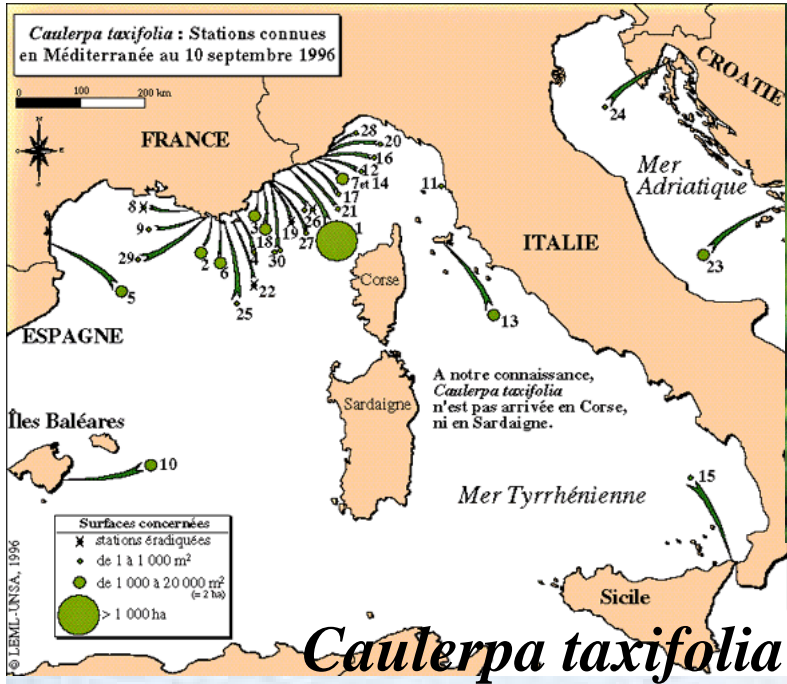 Caulerpa taxifolia : Stations connues
en Méditerranée au 10 septembre 1996
0 100 200 km
CROATIE
FRANCE
28
20
16
12
7 et 14
17
21
1
26
27
19
3
18
4
30
22
25
6
2
8
9
29
5
11
24
Mer
Adriatique
23
ITALIE
Corse
13
ESPAGNE
A notre connaissance,
Caulerpa taxifolia
n'est pas arrivée en Corse,
ni en Sardaigne.
Sardaigne
Îles Baléares
10
15
Mer Tyrrhénienne
Surfaces concernées
stations éradiquées
de 1 à 1 000 m²
de 1 000 à 20 000 m²
(= 2 ha)
> 1 000 ha
© LEML-UNSA, 1996
Sicile
Caulerpa taxifolia